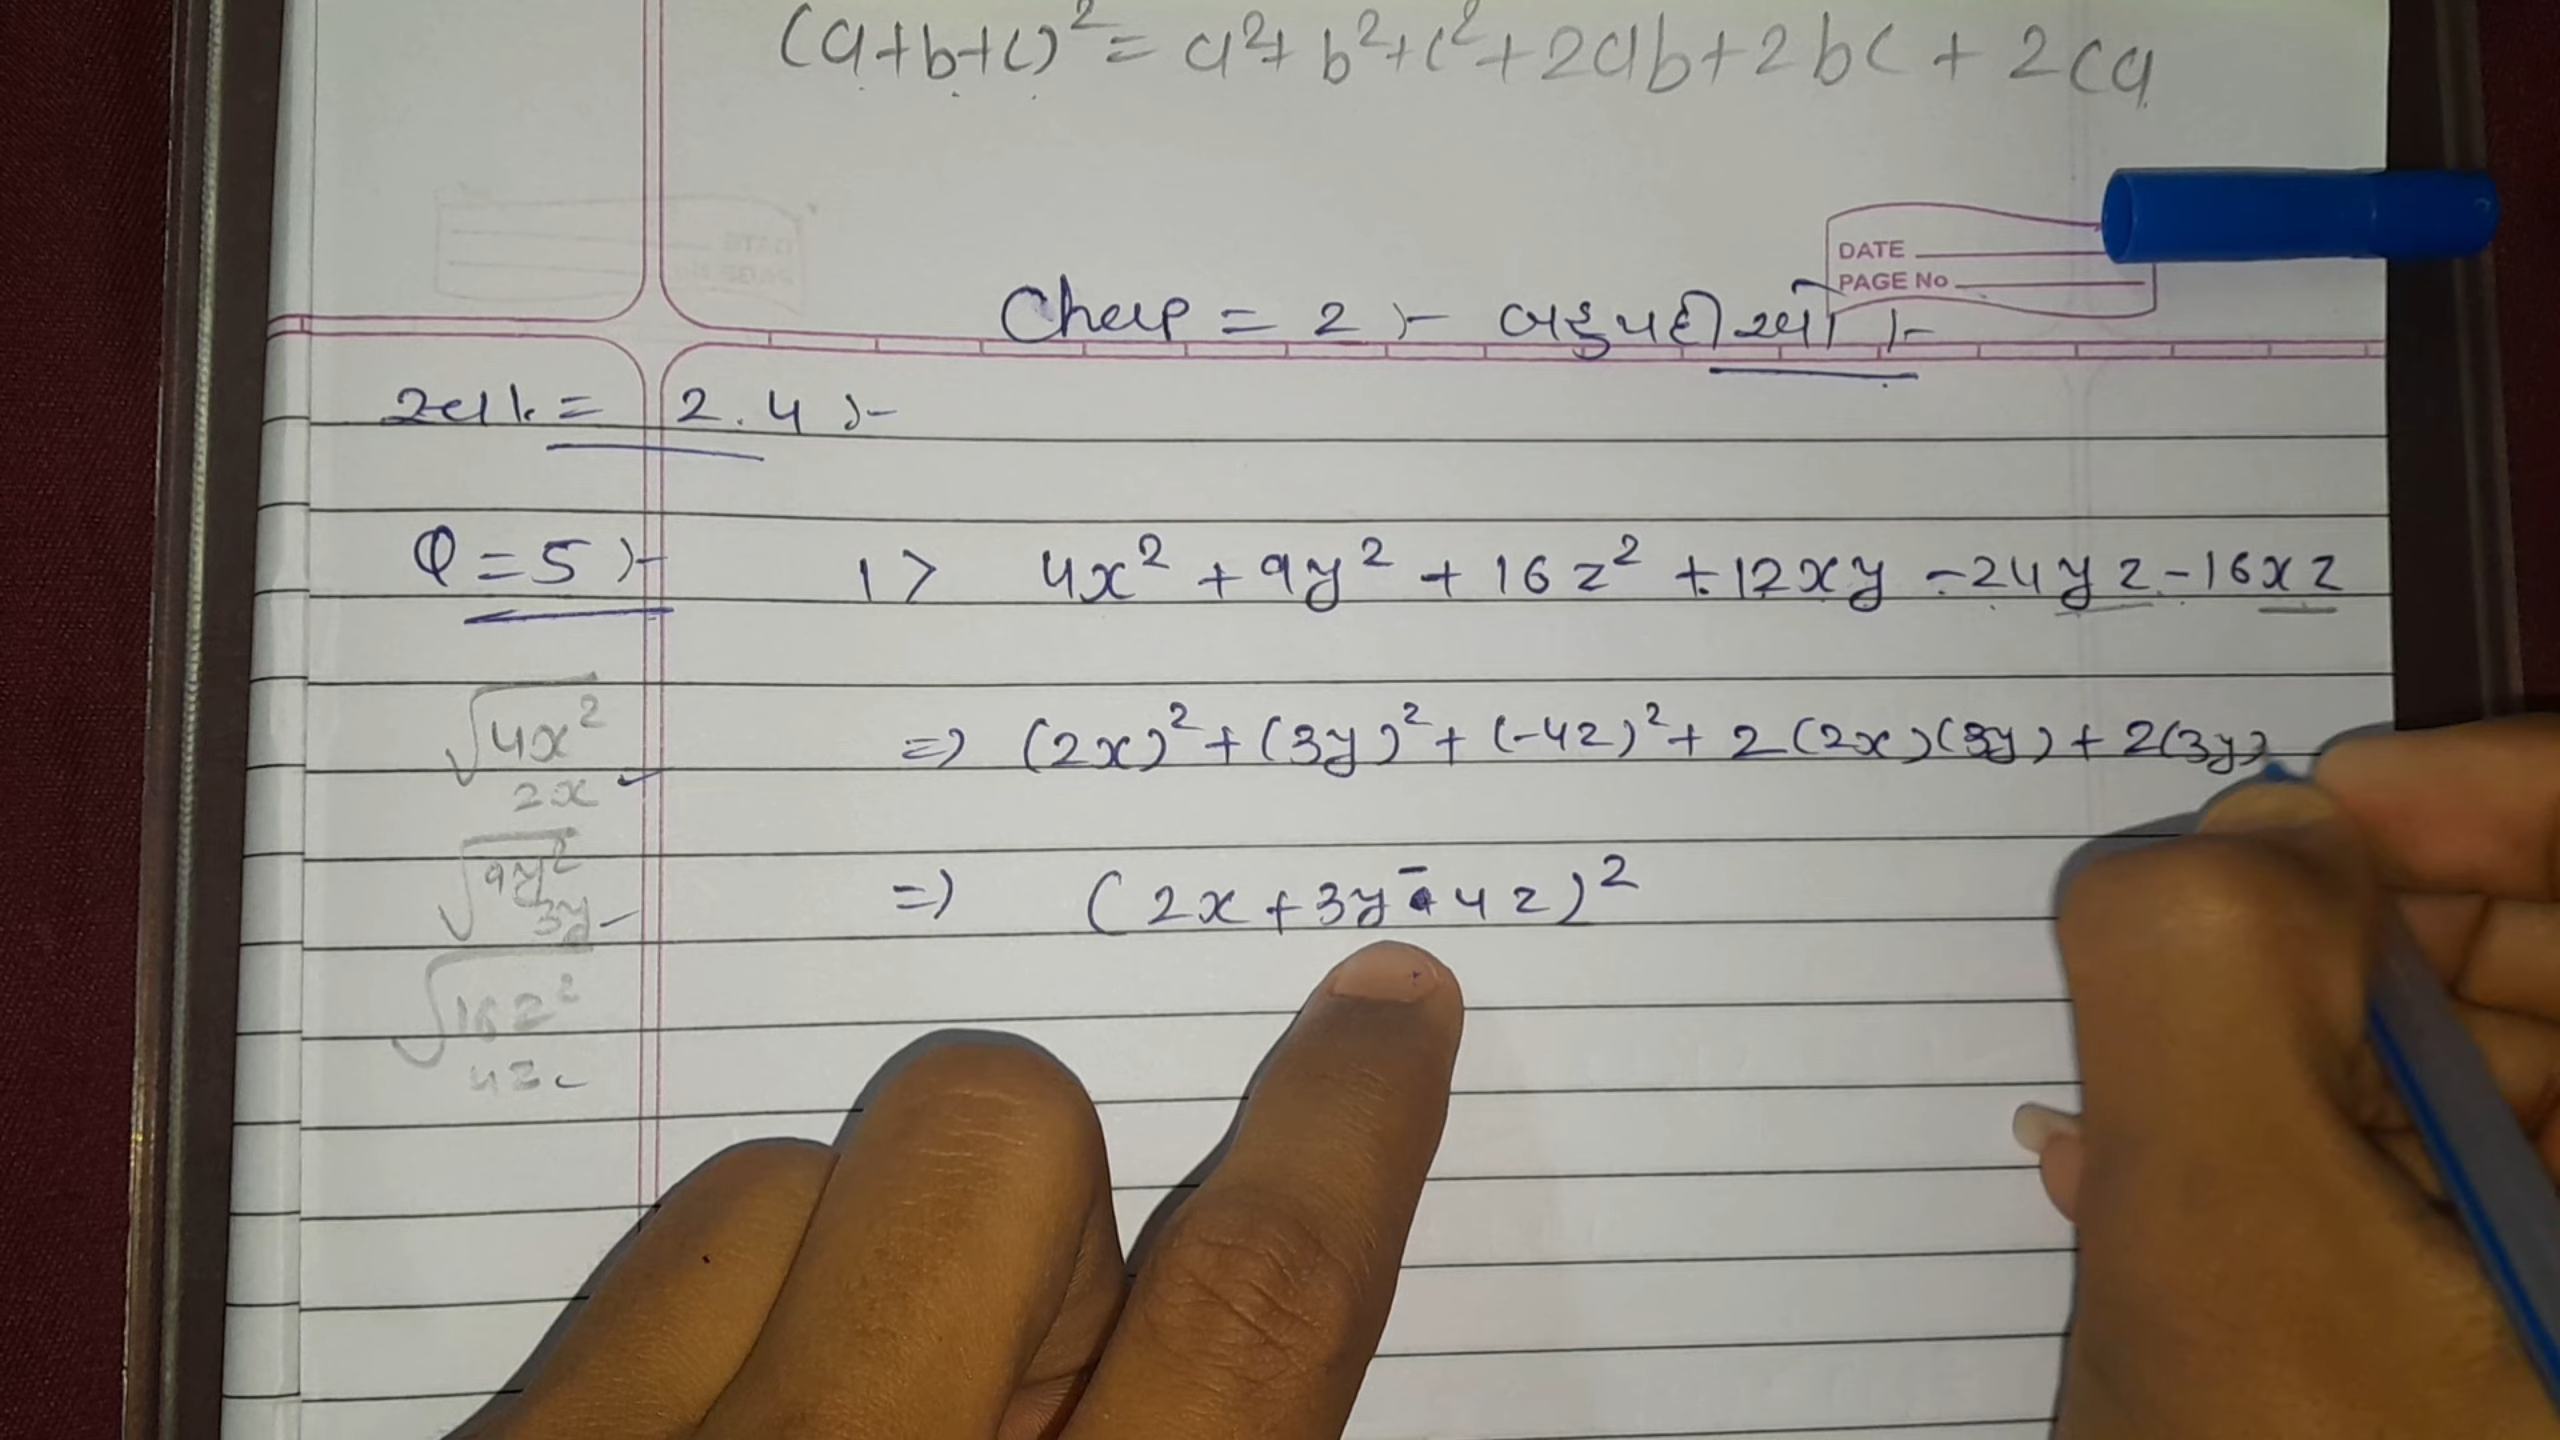 (a+b+c)² = a²+b²+c²+2ab+2bc+2ca
DATE
PAGE No
Chap = 2 :- બહુપદીઓ :-
= 2.4 :-
Q = 5 :- 1> 4x² + 9y² + 16z² + 12xy - 24yz - 16xz
√4x²
2x
=> (2x)² + (3y)² + (-4z)² + 2(2x)(3y) + 2(3y)
√9y²
3y
=> (2x + 3y - 4z)²
√16z²
4z